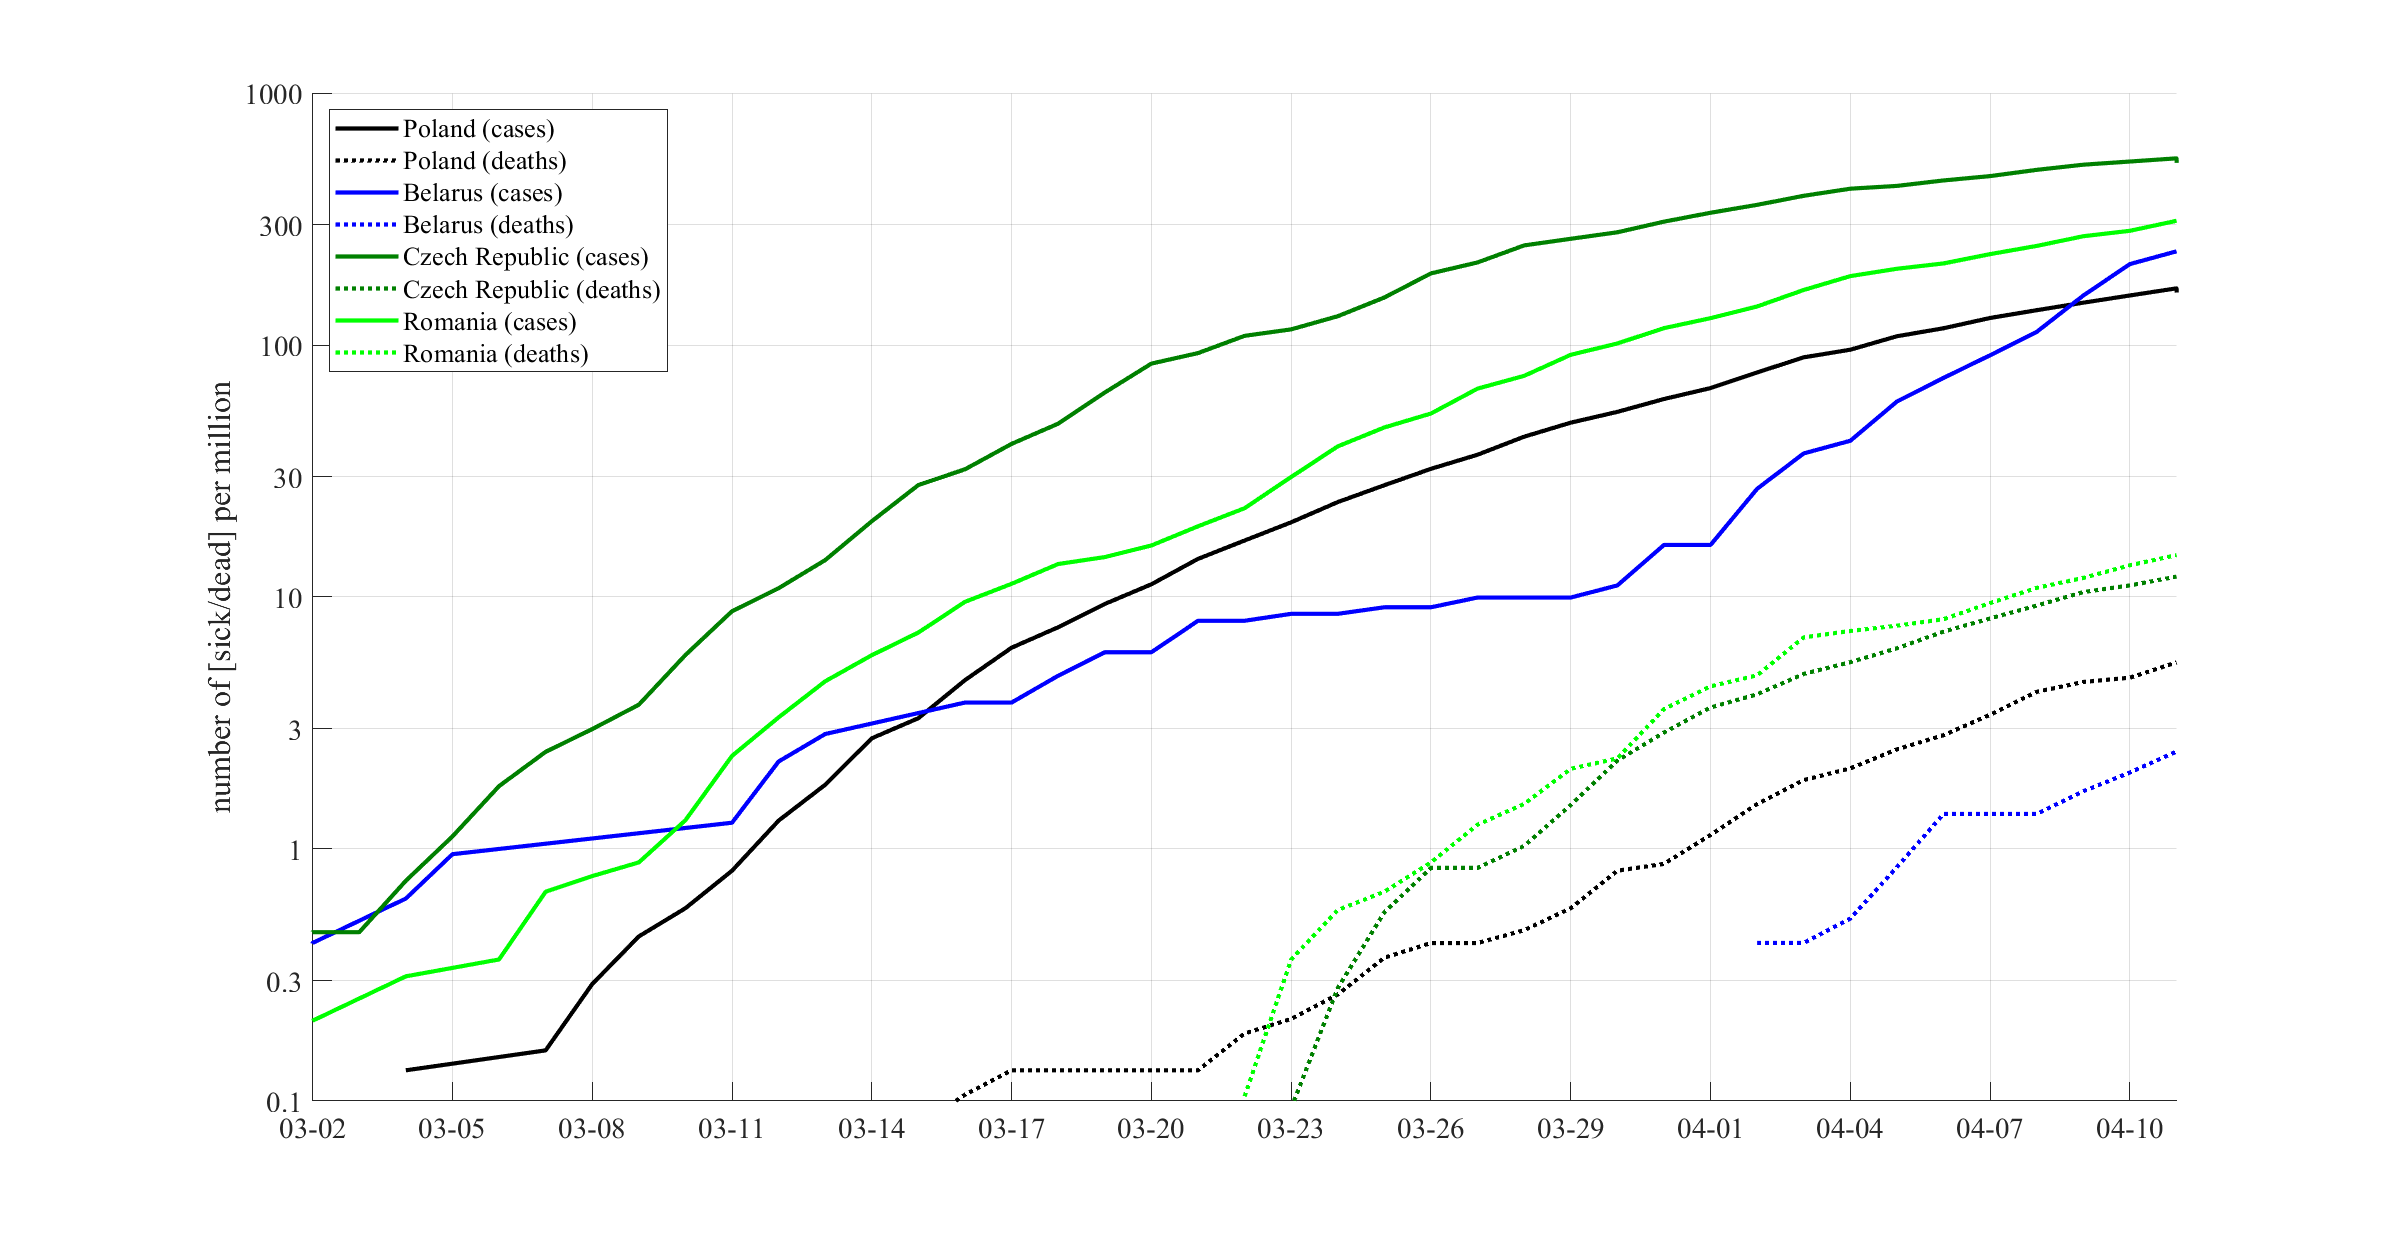 1000
300
100
30
10
3
1
0.3
0.1
number of [sick/dead] per million
Poland (cases)
Poland (deaths)
Belarus (cases)
Belarus (deaths)
Czech Republic (cases)
Czech Republic (deaths)
Romania (cases)
Romania (deaths)
03-02 03-05 03-08 03-11 03-14 03-17 03-20 03-23 03-26 03-29 04-01 04-04 04-07 04-10